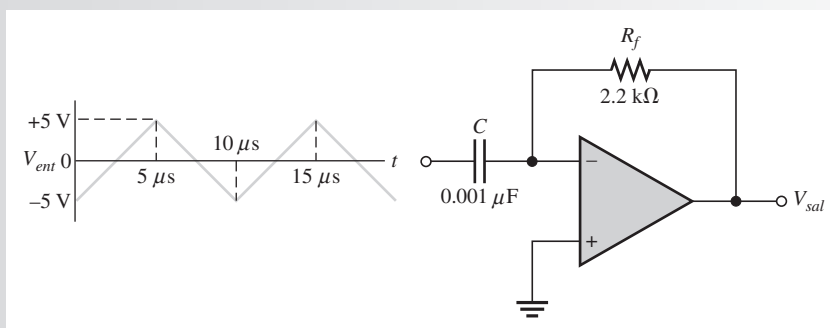 +5 V
V_ent 0
–5 V
5 μs
10 μs
15 μs
t
C
0.001 μF
R_f
2.2 kΩ
–
+
V_sal